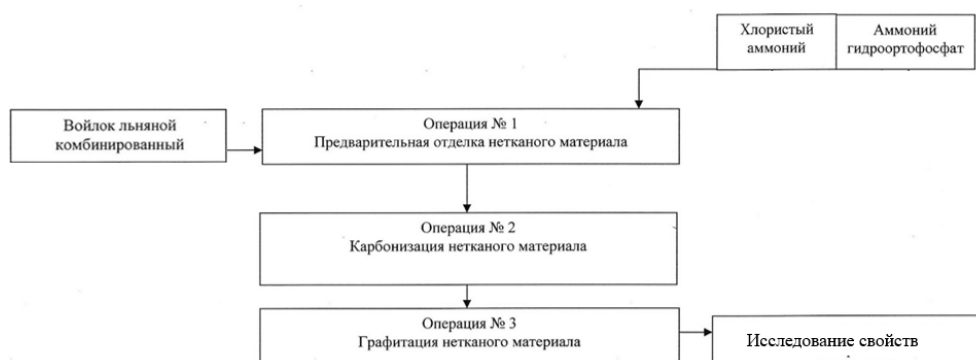 Хлористый
аммоний
Аммоний
гидроортофосфат
Войлок льняной
комбинированный
Операция № 1
Предварительная отделка нетканого материала
Операция № 2
Карбонизация нетканого материала
Операция № 3
Графитация нетканого материала
Исследование свойств